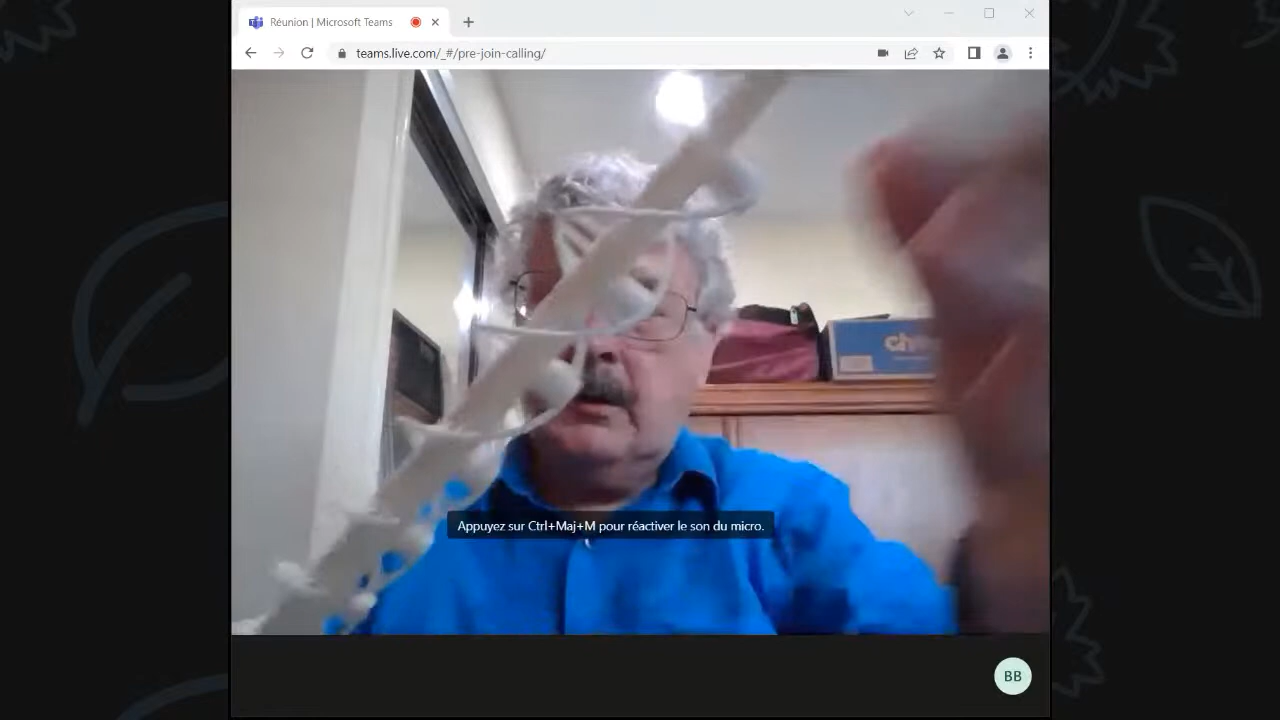 Réunion | Microsoft Teams
teams.live.com/_#/pre-join-calling/
Appuyez sur Ctrl+Maj+M pour réactiver le son du micro.
BB